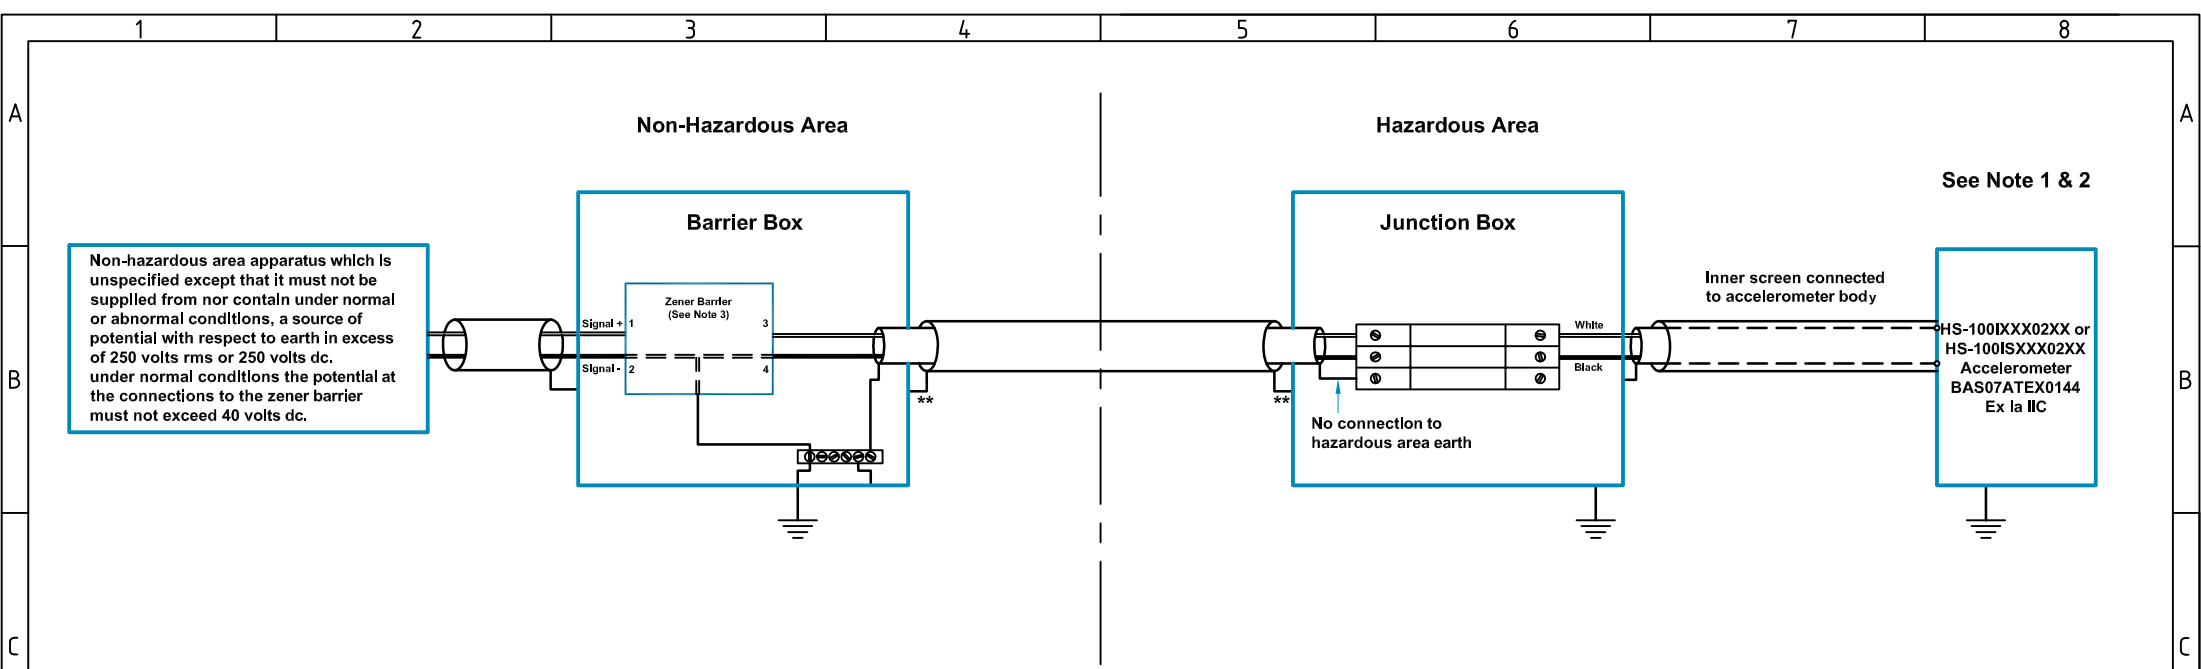 1 2 3 4 5 6 7 8
A A
Non-Hazardous Area
Hazardous Area
See Note 1 & 2
Barrier Box
Junction Box
Non-hazardous area apparatus which is
unspecified except that it must not be
supplied from nor contain under normal
or abnormal conditions, a source of
potential with respect to earth in excess
of 250 volts rms or 250 volts dc.
under normal conditions the potential at
the connections to the zener barrier
must not exceed 40 volts dc.
Zener Barrier
(See Note 3)
Signal + 1 3
Signal - 2 4
**
**
No connection to
hazardous area earth
White
Black
Inner screen connected
to accelerometer body
HS-100IXXX02XX or
HS-100ISXXX02XX
Accelerometer
BAS07ATEX0144
Ex ia IIC
B B
C C